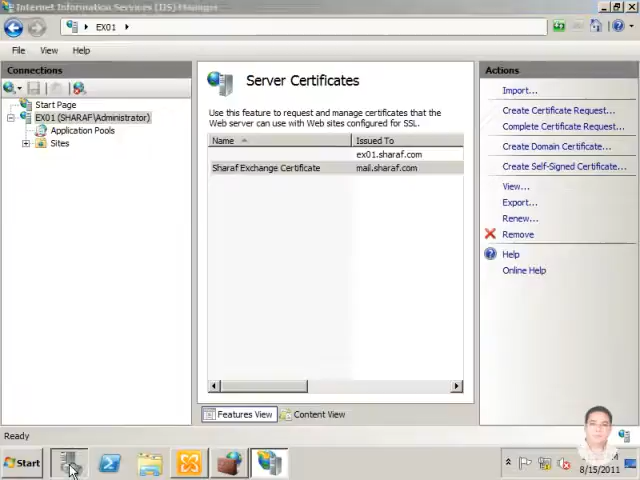 Internet Information Services (IIS) Manager
EX01
File View Help
Connections
Start Page
EX01 (SHARAF\Administrator)
Application Pools
Sites
Server Certificates
Use this feature to request and manage certificates that the
Web server can use with Web sites configured for SSL.
Name Issued To
ex01.sharaf.com
Sharaf Exchange Certificate mail.sharaf.com
Features View Content View
Actions
Import...
Create Certificate Request...
Complete Certificate Request...
Create Domain Certificate...
Create Self-Signed Certificate...
View...
Export...
Renew...
Remove
Help
Online Help
Ready
Start
8/15/2011